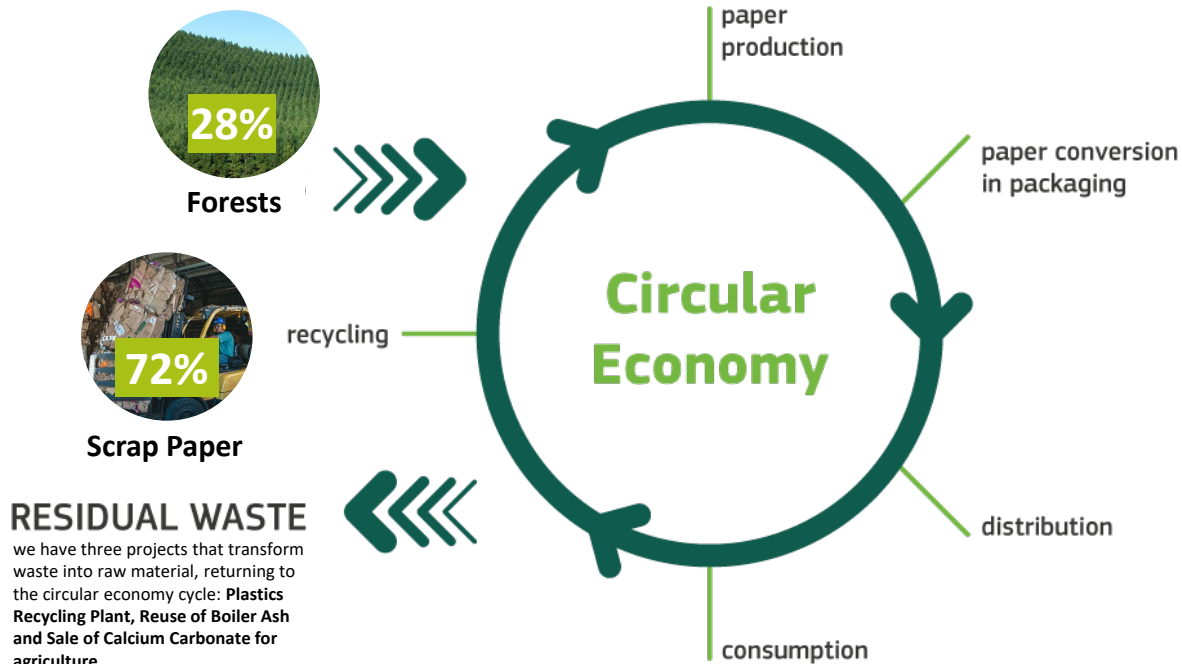 28%
Forests
72%
Scrap Paper
RESIDUAL WASTE
we have three projects that transform
waste into raw material, returning to
the circular economy cycle: Plastics
Recycling Plant, Reuse of Boiler Ash
and Sale of Calcium Carbonate for
agriculture
paper
production
paper conversion
in packaging
Circular
Economy
recycling
distribution
consumption